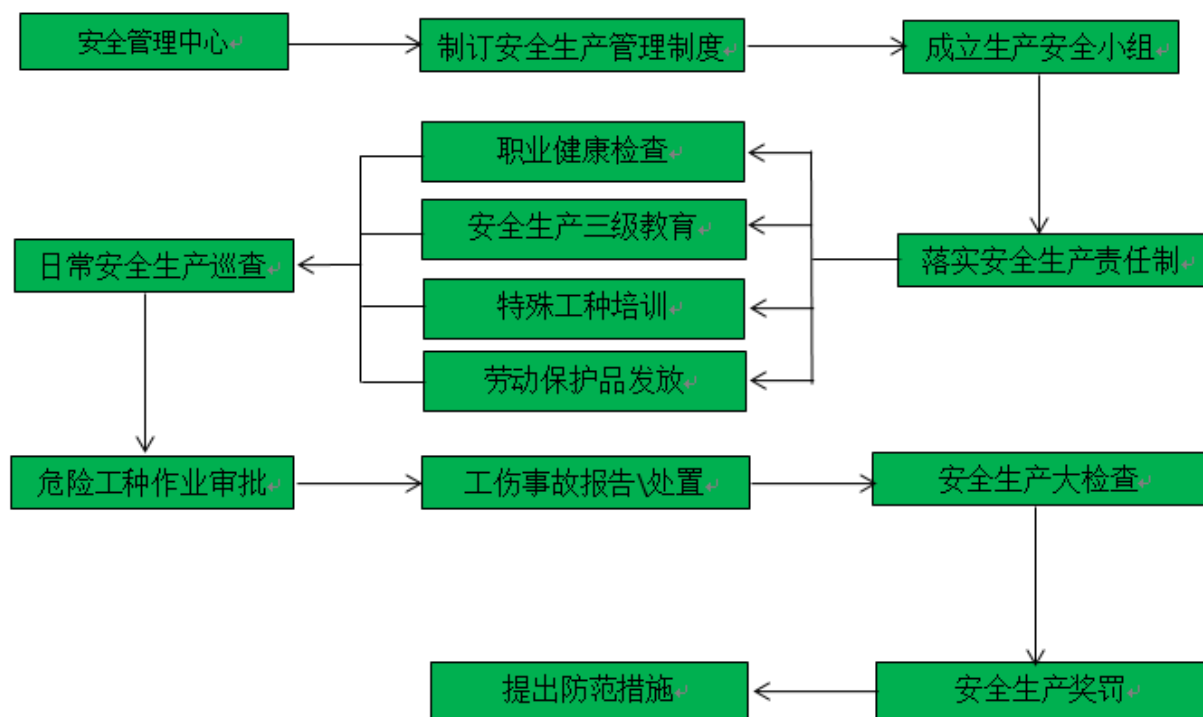 安全管理中心
制订安全生产管理制度
成立生产安全小组
职业健康检查
安全生产三级教育
日常安全生产巡查
落实安全生产责任制
特殊工种培训
劳动保护品发放
危险工种作业审批
工伤事故报告\处置
安全生产大检查
提出防范措施
安全生产奖罚